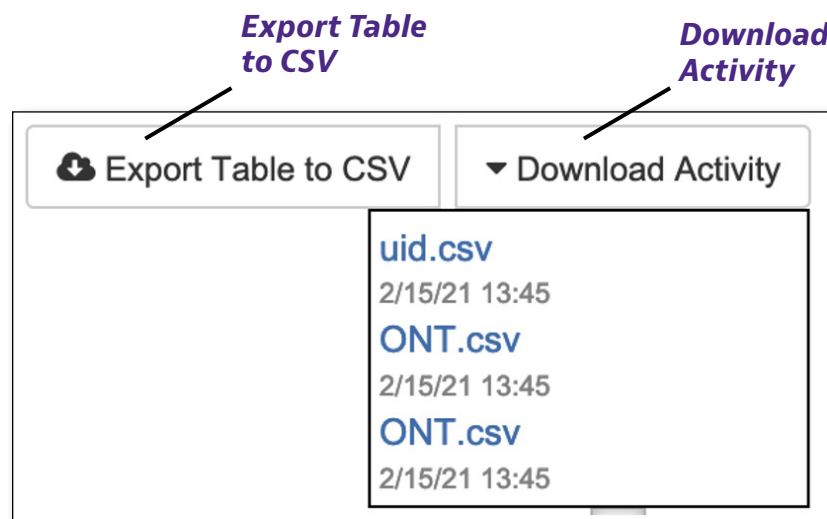 Export Table
to CSV
Download
Activity
Export Table to CSV
Download Activity
uid.csv
2/15/21 13:45
ONT.csv
2/15/21 13:45
ONT.csv
2/15/21 13:45